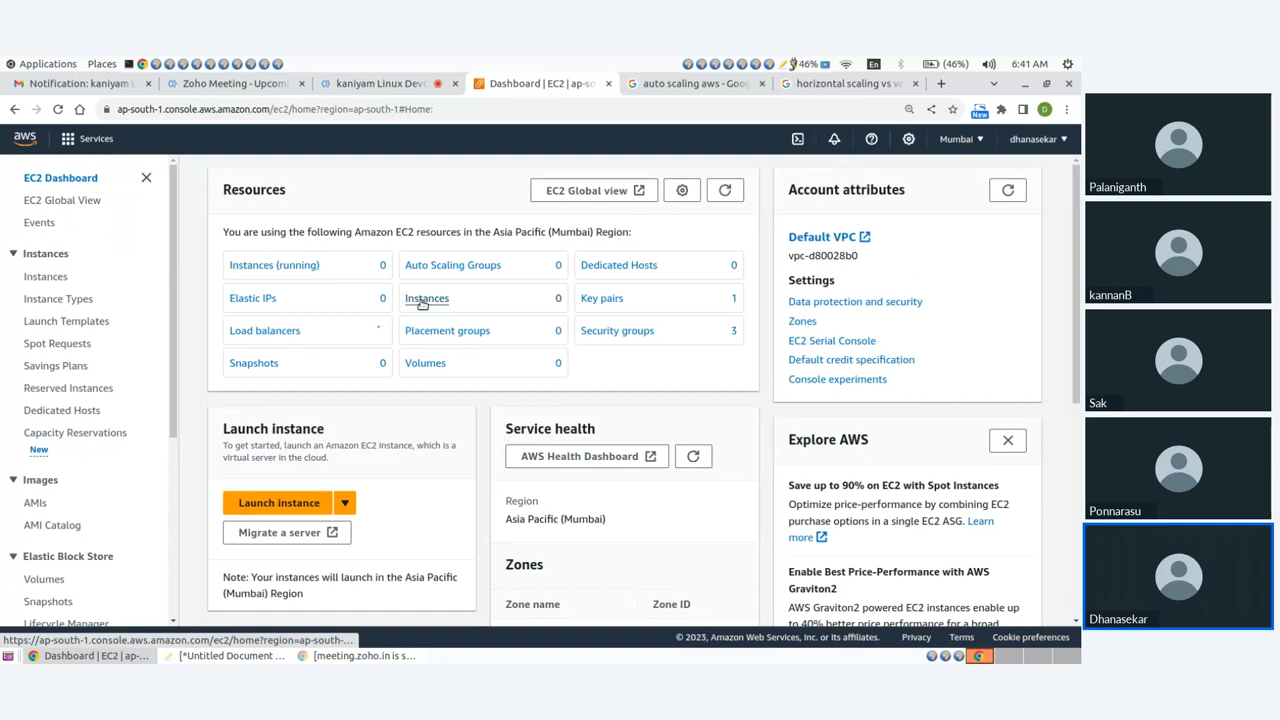 Applications Places 46% En (46%) 6:41 AM
Notification: kaniyam L
Zoho Meeting - Upcomi
kaniyam Linux DevO
Dashboard | EC2 | ap-so
auto scaling aws - Goog
horizontal scaling vs ve
ap-south-1.console.aws.amazon.com/ec2/home?region=ap-south-1#Home:
New
D
aws
Services
Mumbai
dhanasekar
EC2 Dashboard
EC2 Global View
Events
Instances
Instances
Instance Types
Launch Templates
Spot Requests
Savings Plans
Reserved Instances
Dedicated Hosts
Capacity Reservations
New
Images
AMIs
AMI Catalog
Elastic Block Store
Volumes
Snapshots
Lifecycle Manager
Resources
EC2 Global view
You are using the following Amazon EC2 resources in the Asia Pacific (Mumbai) Region:
Instances (running) 0
Auto Scaling Groups 0
Dedicated Hosts 0
Elastic IPs 0
Instances 0
Key pairs 1
Load balancers
Placement groups 0
Security groups 3
Snapshots 0
Volumes 0
Launch instance
To get started, launch an Amazon EC2 instance, which is a
virtual server in the cloud.
Launch instance
Migrate a server
Note: Your instances will launch in the Asia Pacific
(Mumbai) Region
Service health
AWS Health Dashboard
Region
Asia Pacific (Mumbai)
Zones
Zone name
Zone ID
Account attributes
Default VPC
vpc-d80028b0
Settings
Data protection and security
Zones
EC2 Serial Console
Default credit specification
Console experiments
Explore AWS
Save up to 90% on EC2 with Spot Instances
Optimize price-performance by combining EC2
purchase options in a single EC2 ASG. Learn
more
Enable Best Price-Performance with AWS
Graviton2
AWS Graviton2 powered EC2 instances enable up
to 40% better price performance for a broad
https://ap-south-1.console.aws.amazon.com/ec2/home?region=ap-south-...
© 2023, Amazon Web Services, Inc. or its affiliates.
Privacy
Terms
Cookie preferences
Dashboard | EC2 | ap-...
[*Untitled Document ...
[meeting.zoho.in is s...
Palaniganth
kannanB
Sak
Ponnarasu
Dhanasekar